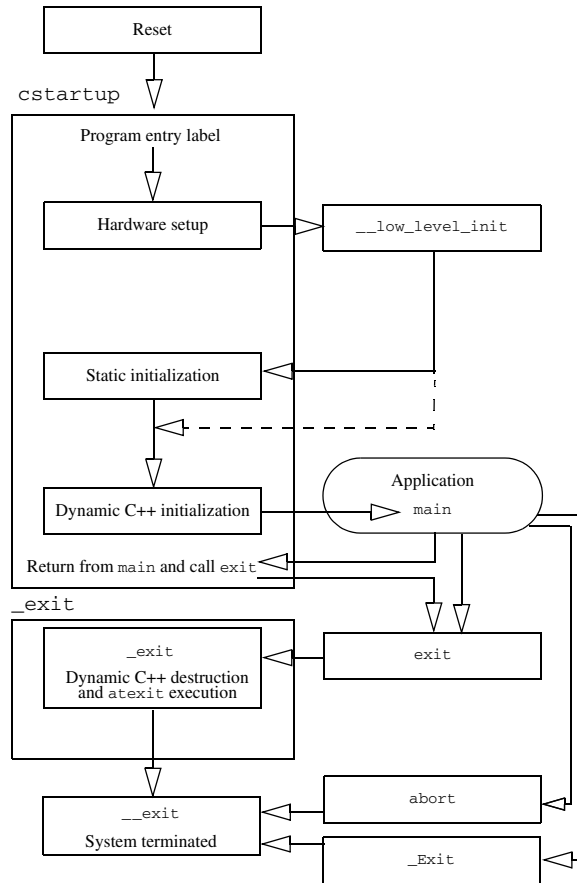 Reset
cstartup
Program entry label
Hardware setup
__low_level_init
Static initialization
Application
Dynamic C++ initialization
main
Return from main and call exit
_exit
_exit
Dynamic C++ destruction
and atexit execution
exit
__exit
System terminated
abort
_Exit